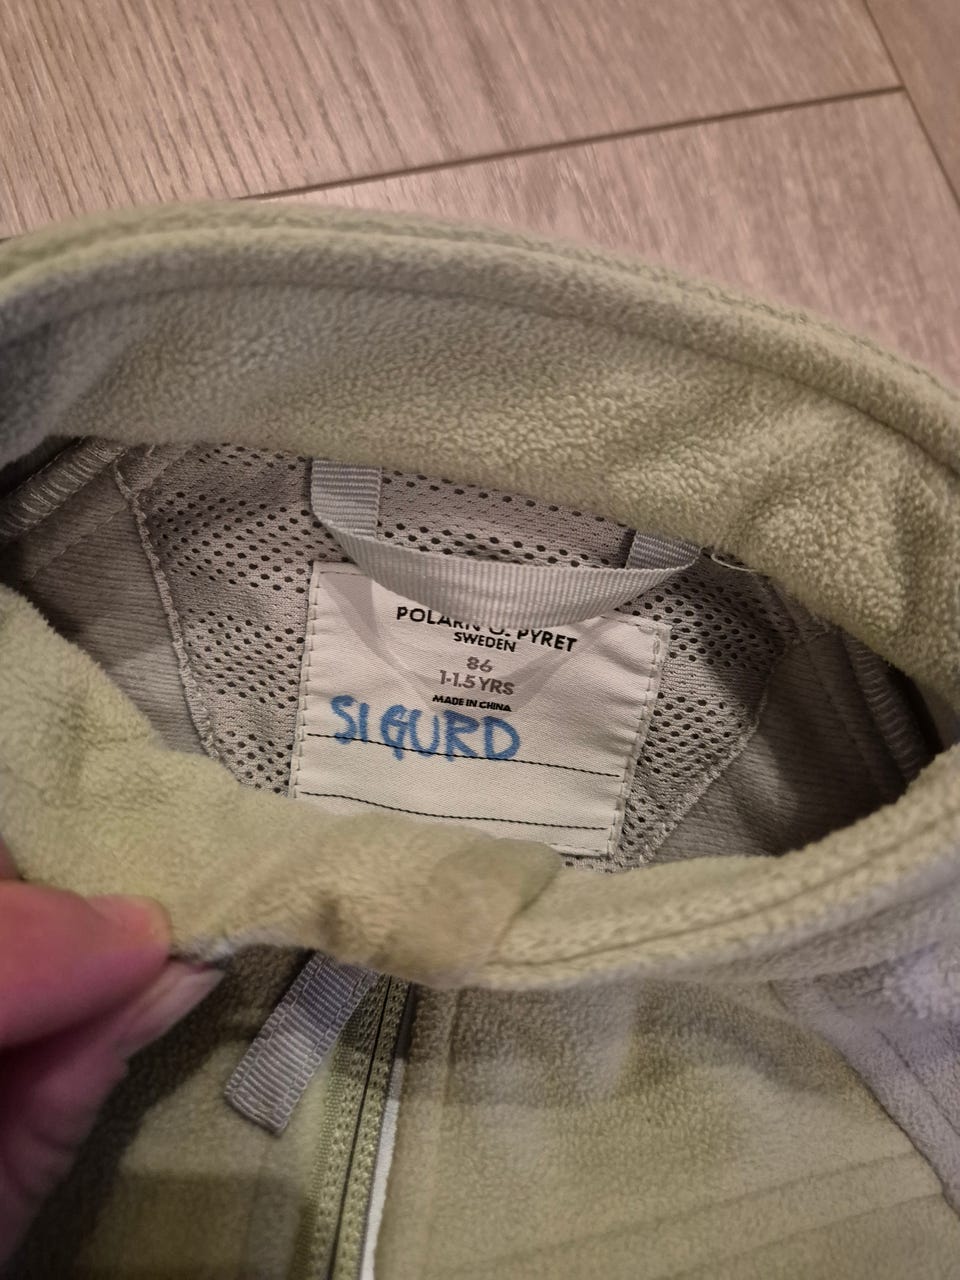 POLARN O. PYRET
SWEDEN
86
1-1.5 YRS
MADE IN CHINA
SIGURD